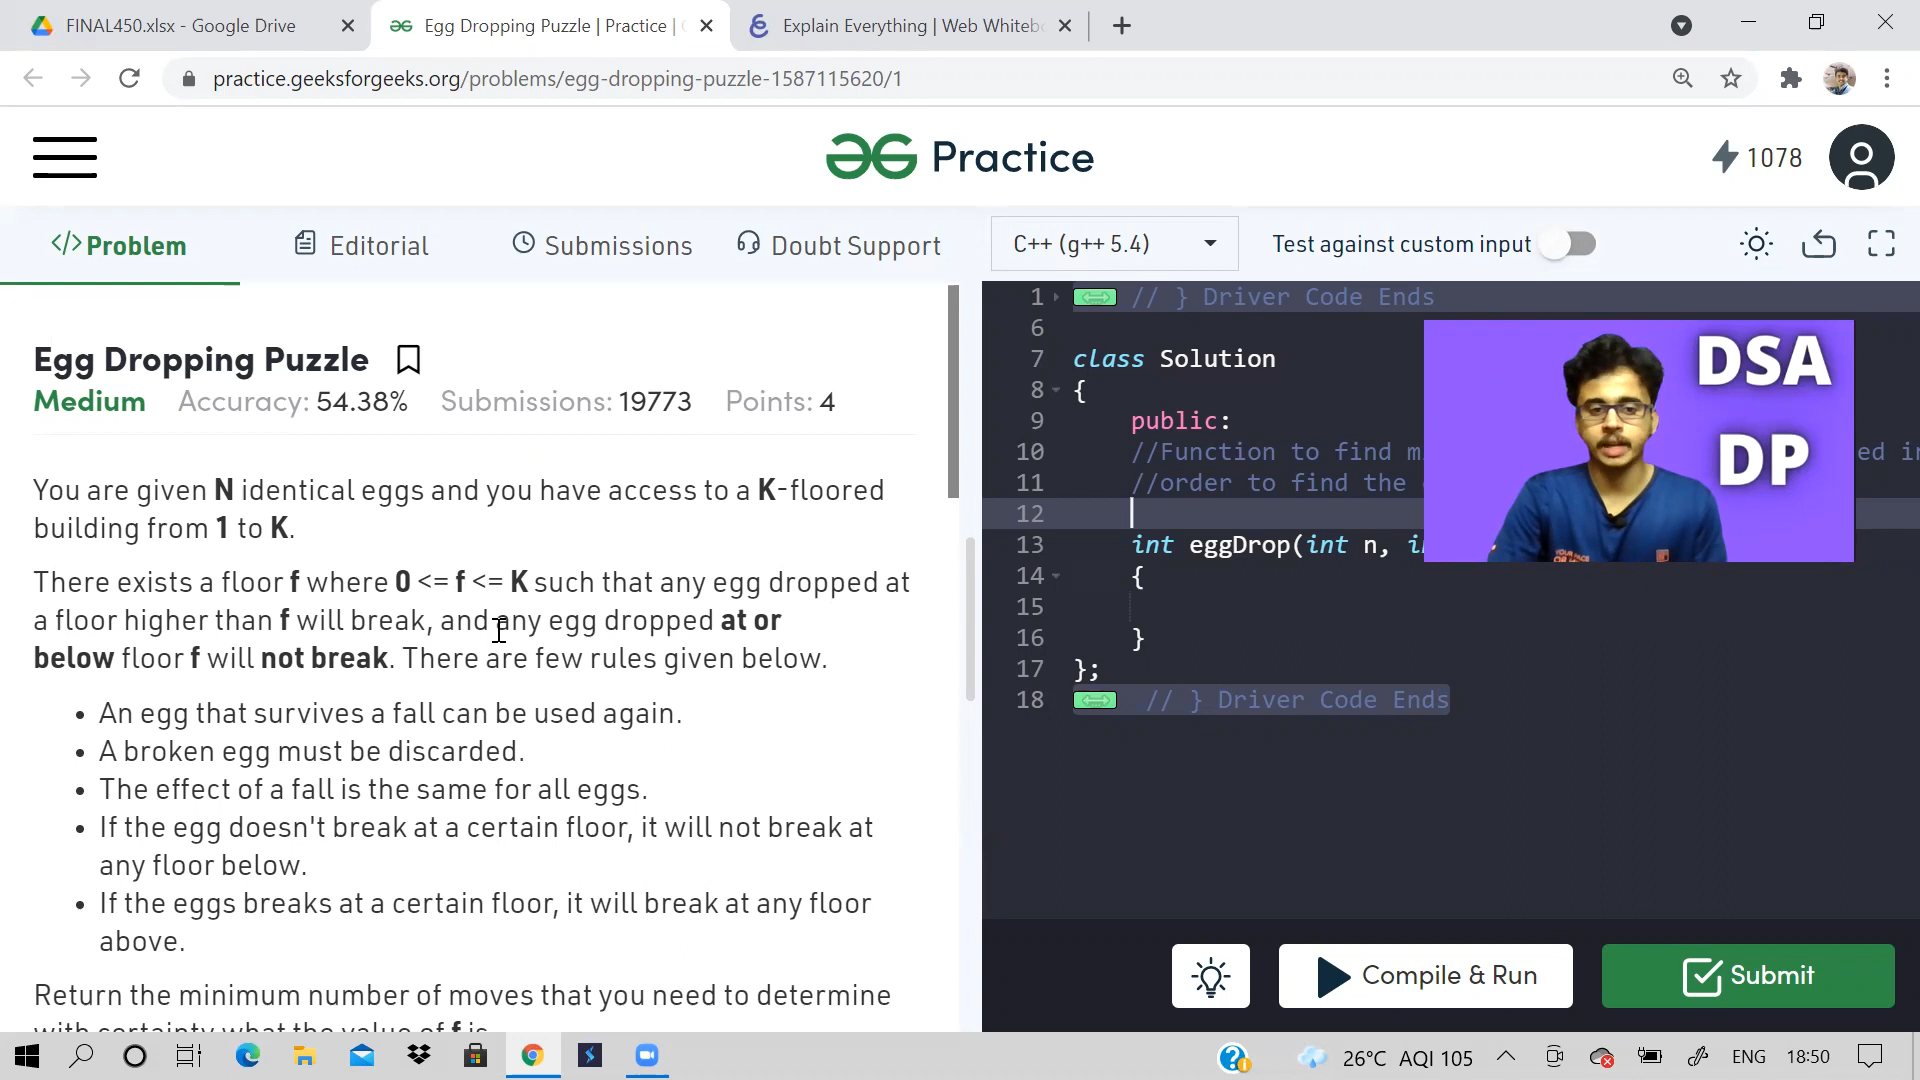 FINAL450.xlsx - Google Drive
Egg Dropping Puzzle | Practice |
Explain Everything | Web Whitebo
practice.geeksforgeeks.org/problems/egg-dropping-puzzle-1587115620/1
Practice
1078
</> Problem
Editorial
Submissions
Doubt Support
C++ (g++ 5.4)
Test against custom input
Egg Dropping Puzzle
Medium Accuracy: 54.38% Submissions: 19773 Points: 4
You are given N identical eggs and you have access to a K-floored
building from 1 to K.
There exists a floor f where 0 <= f <= K such that any egg dropped at
a floor higher than f will break, and any egg dropped at or
below floor f will not break. There are few rules given below.
• An egg that survives a fall can be used again.
• A broken egg must be discarded.
• The effect of a fall is the same for all eggs.
• If the egg doesn't break at a certain floor, it will not break at
any floor below.
• If the eggs breaks at a certain floor, it will break at any floor
above.
Return the minimum number of moves that you need to determine
with certainty what the value of f is.
1 // } Driver Code Ends
6
7 class Solution
8 {
9 public:
10 //Function to find m ed in
11 //order to find the
12
13 int eggDrop(int n, in
14 {
15
16 }
17 };
18 // } Driver Code Ends
DSA
DP
Compile & Run
Submit
26°C AQI 105
ENG
18:50